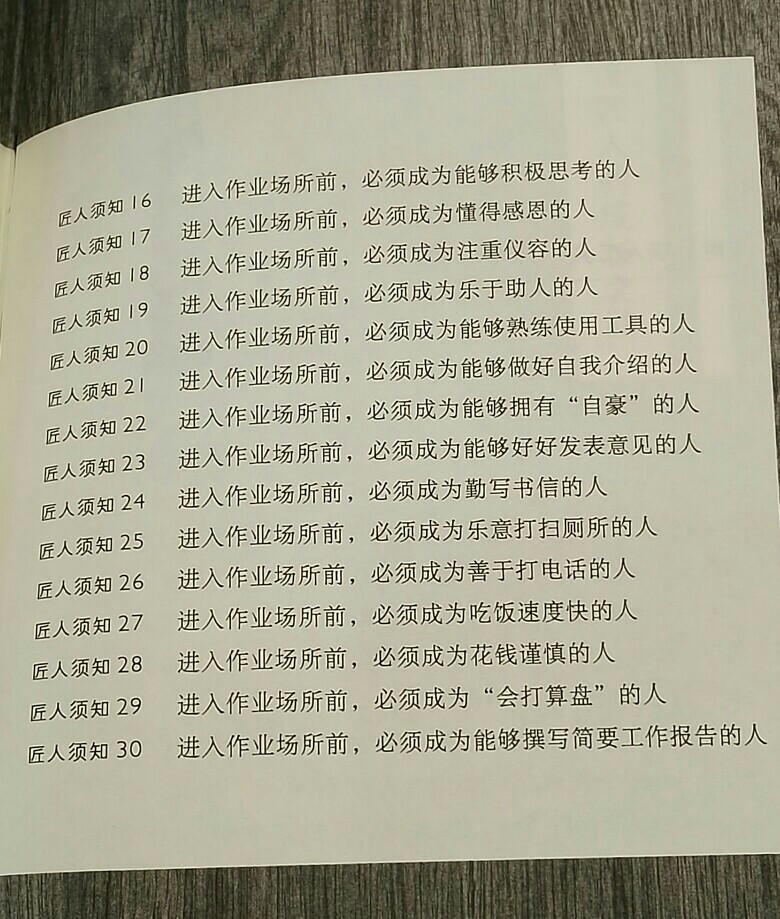 匠人须知 16 进入作业场所前，必须成为能够积极思考的人
匠人须知 17 进入作业场所前，必须成为懂得感恩的人
匠人须知 18 进入作业场所前，必须成为注重仪容的人
匠人须知 19 进入作业场所前，必须成为乐于助人的人
匠人须知 20 进入作业场所前，必须成为能够熟练使用工具的人
匠人须知 21 进入作业场所前，必须成为能够做好自我介绍的人
匠人须知 22 进入作业场所前，必须成为能够拥有“自豪”的人
匠人须知 23 进入作业场所前，必须成为能够好好发表意见的人
匠人须知 24 进入作业场所前，必须成为勤写书信的人
匠人须知 25 进入作业场所前，必须成为乐意打扫厕所的人
匠人须知 26 进入作业场所前，必须成为善于打电话的人
匠人须知 27 进入作业场所前，必须成为吃饭速度快的人
匠人须知 28 进入作业场所前，必须成为花钱谨慎的人
匠人须知 29 进入作业场所前，必须成为“会打算盘”的人
匠人须知 30 进入作业场所前，必须成为能够撰写简要工作报告的人